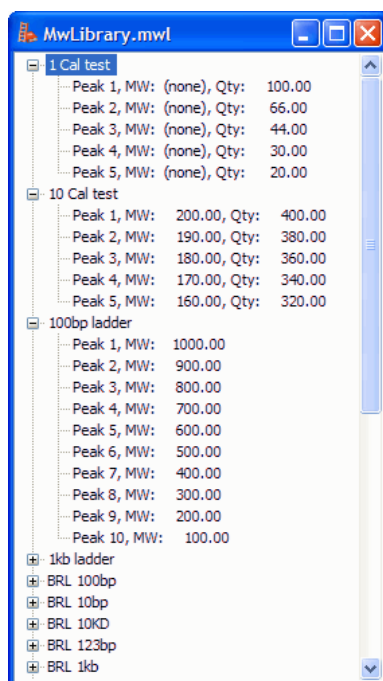 MwLibrary.mwl
1 Cal test
Peak 1, MW: (none), Qty: 100.00
Peak 2, MW: (none), Qty: 66.00
Peak 3, MW: (none), Qty: 44.00
Peak 4, MW: (none), Qty: 30.00
Peak 5, MW: (none), Qty: 20.00
10 Cal test
Peak 1, MW: 200.00, Qty: 400.00
Peak 2, MW: 190.00, Qty: 380.00
Peak 3, MW: 180.00, Qty: 360.00
Peak 4, MW: 170.00, Qty: 340.00
Peak 5, MW: 160.00, Qty: 320.00
100bp ladder
Peak 1, MW: 1000.00
Peak 2, MW: 900.00
Peak 3, MW: 800.00
Peak 4, MW: 700.00
Peak 5, MW: 600.00
Peak 6, MW: 500.00
Peak 7, MW: 400.00
Peak 8, MW: 300.00
Peak 9, MW: 200.00
Peak 10, MW: 100.00
1kb ladder
BRL 100bp
BRL 10bp
BRL 10KD
BRL 123bp
BRL 1kb